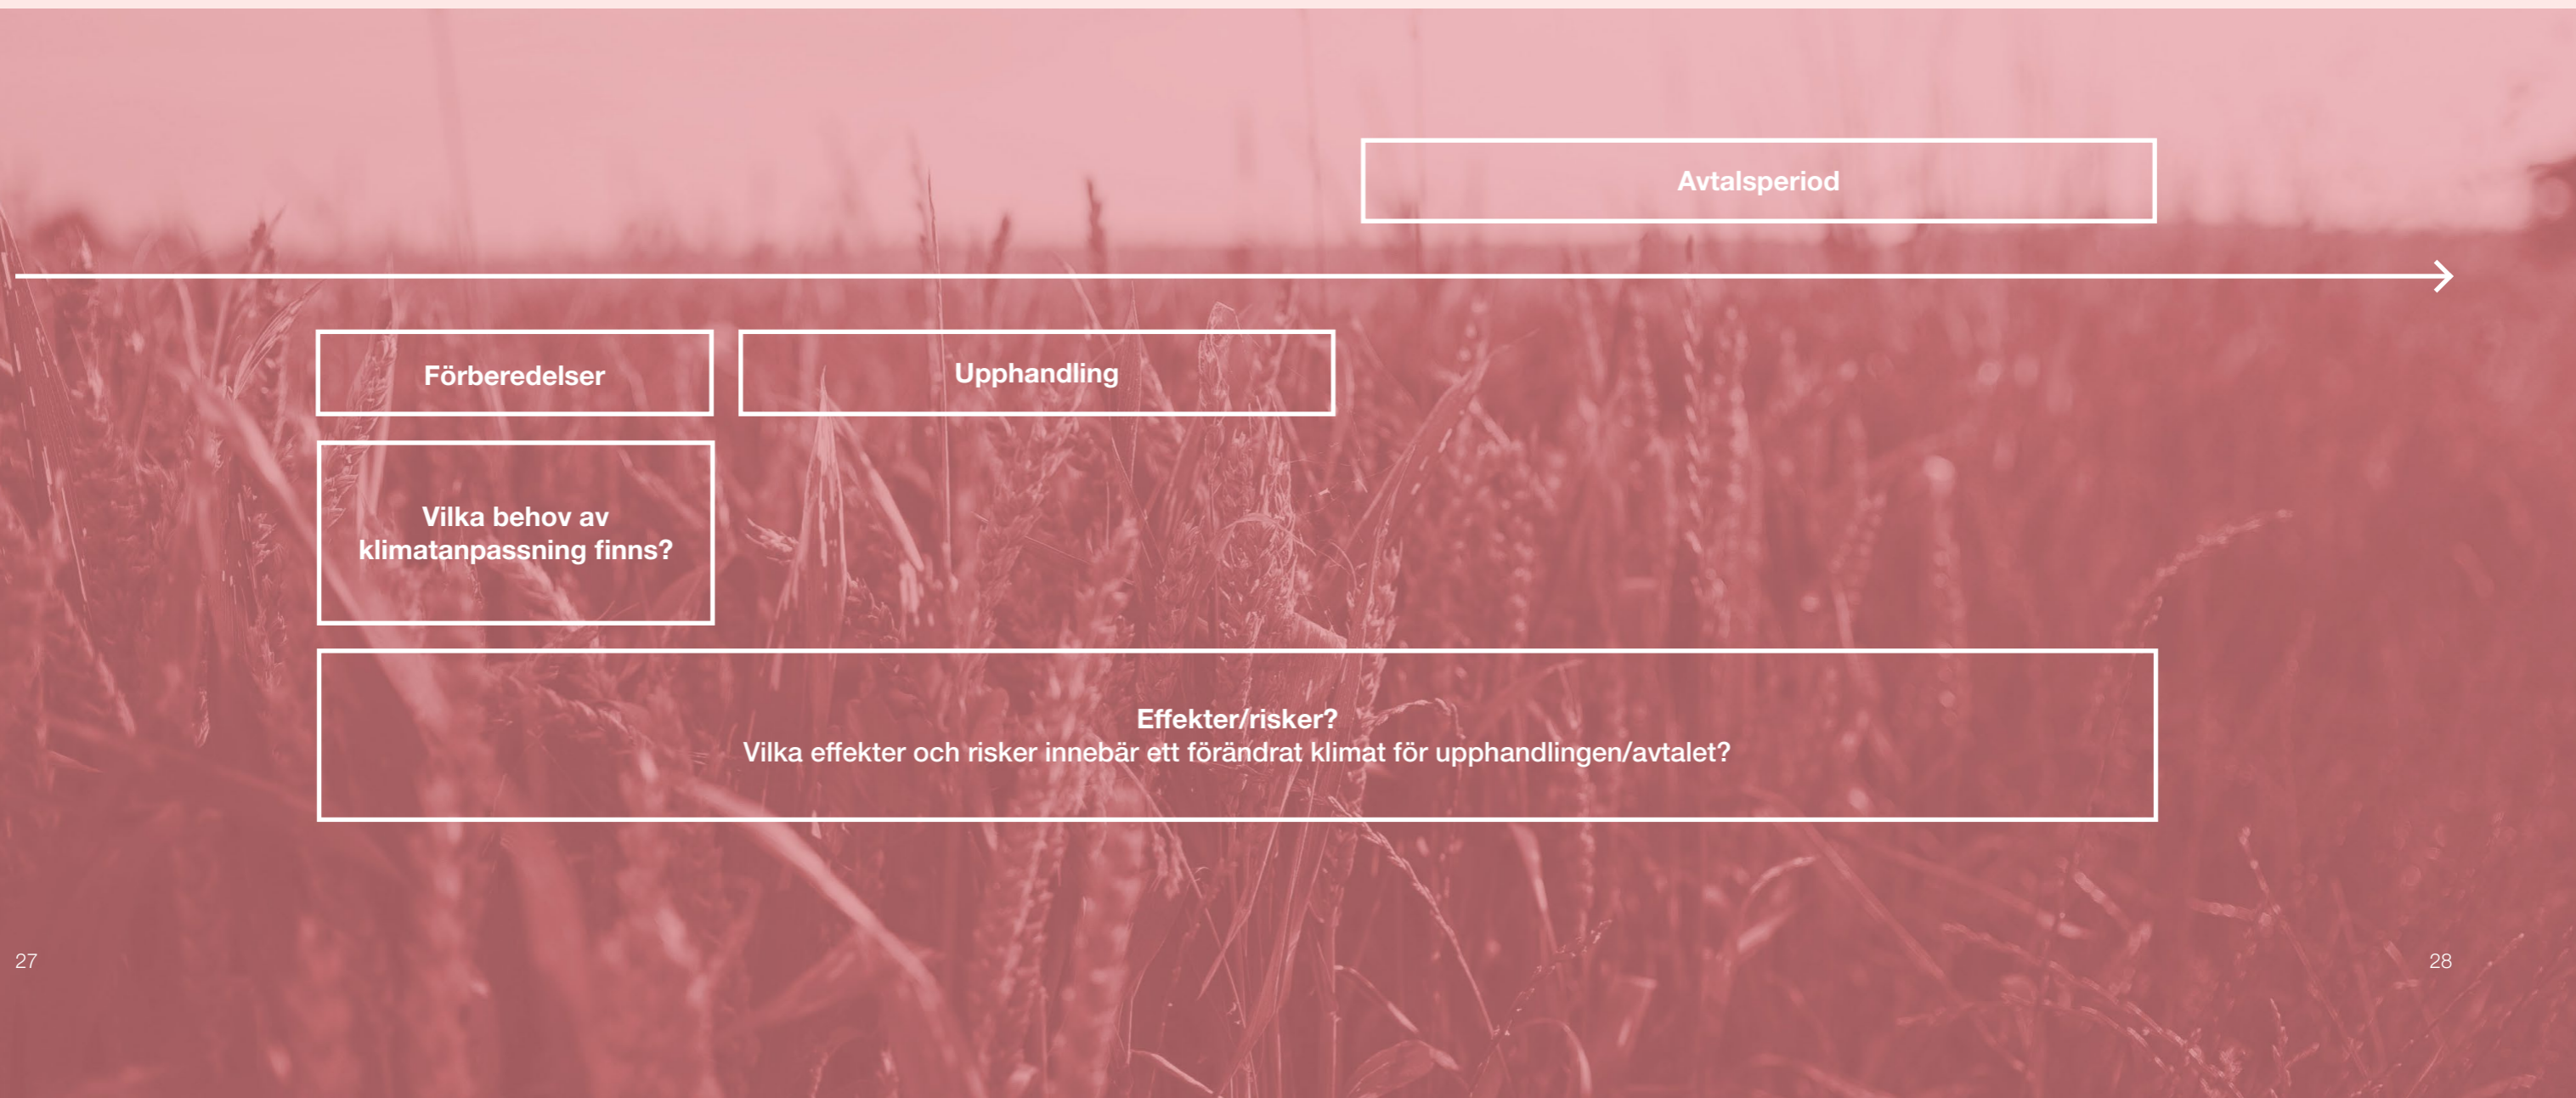 Avtalsperiod
Förberedelser
Upphandling
Vilka behov av
klimatanpassning finns?
Effekter/risker?
Vilka effekter och risker innebär ett förändrat klimat för upphandlingen/avtalet?
27
28